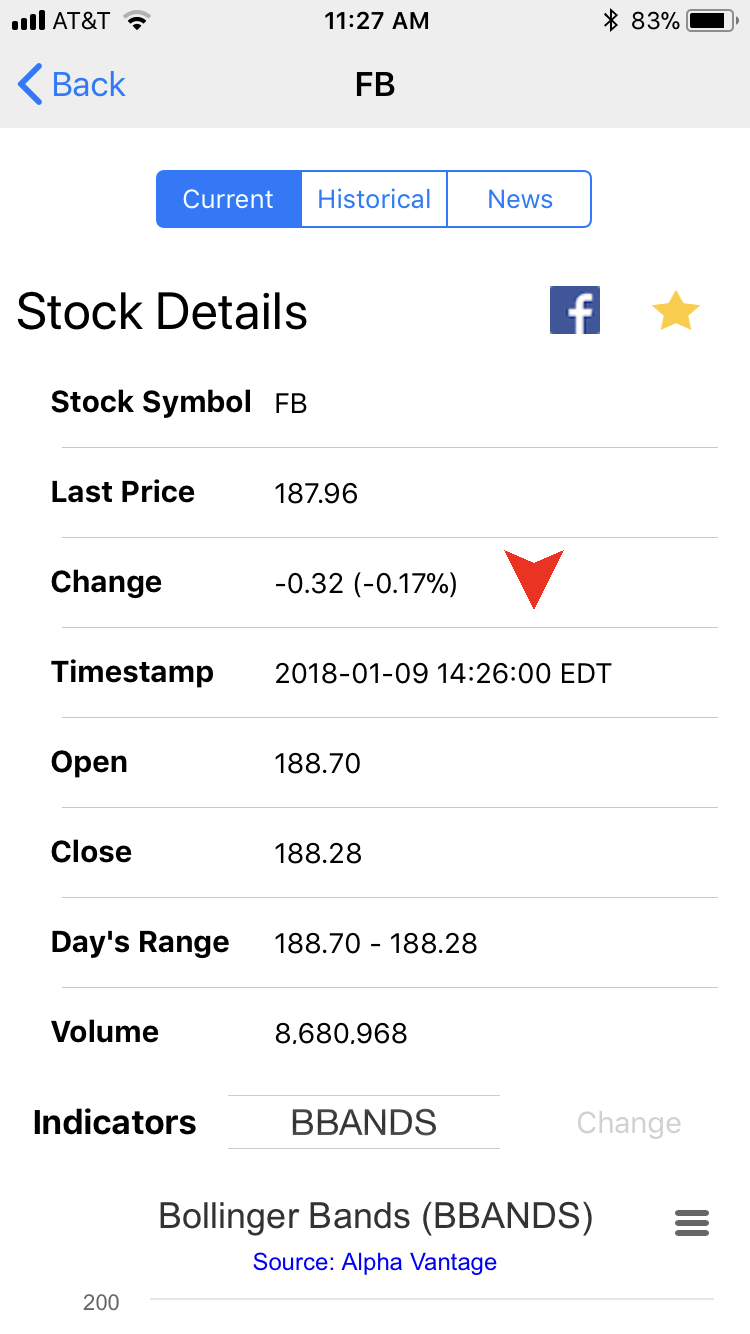 AT&T 11:27 AM 83%
Back FB
Current Historical News
Stock Details f
Stock Symbol FB
Last Price 187.96
Change -0.32 (-0.17%)
Timestamp 2018-01-09 14:26:00 EDT
Open 188.70
Close 188.28
Day's Range 188.70 - 188.28
Volume 8,680,968
Indicators BBANDS Change
Bollinger Bands (BBANDS)
Source: Alpha Vantage
200